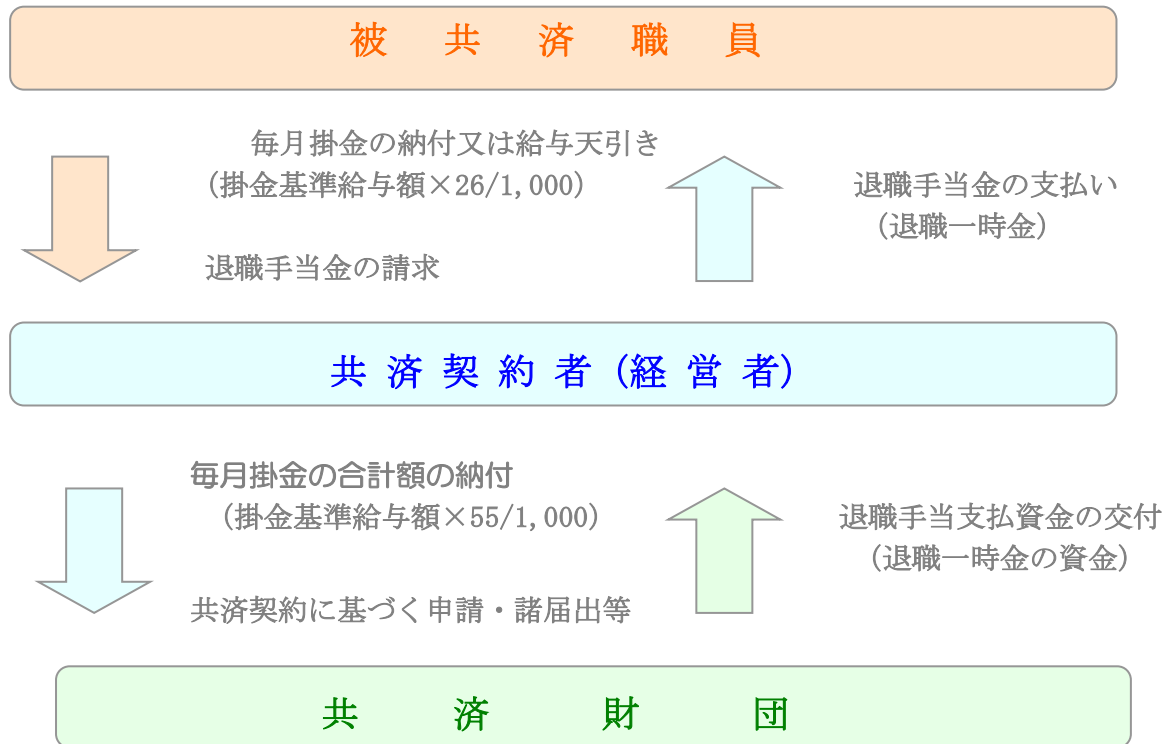 被共済職員
毎月掛金の納付又は給与天引き
(掛金基準給与額×26/1,000)
退職手当金の請求
退職手当金の支払い
(退職一時金)
共済契約者(経営者)
毎月掛金の合計額の納付
(掛金基準給与額×55/1,000)
共済契約に基づく申請・諸届出等
退職手当支払資金の交付
(退職一時金の資金)
共済財団